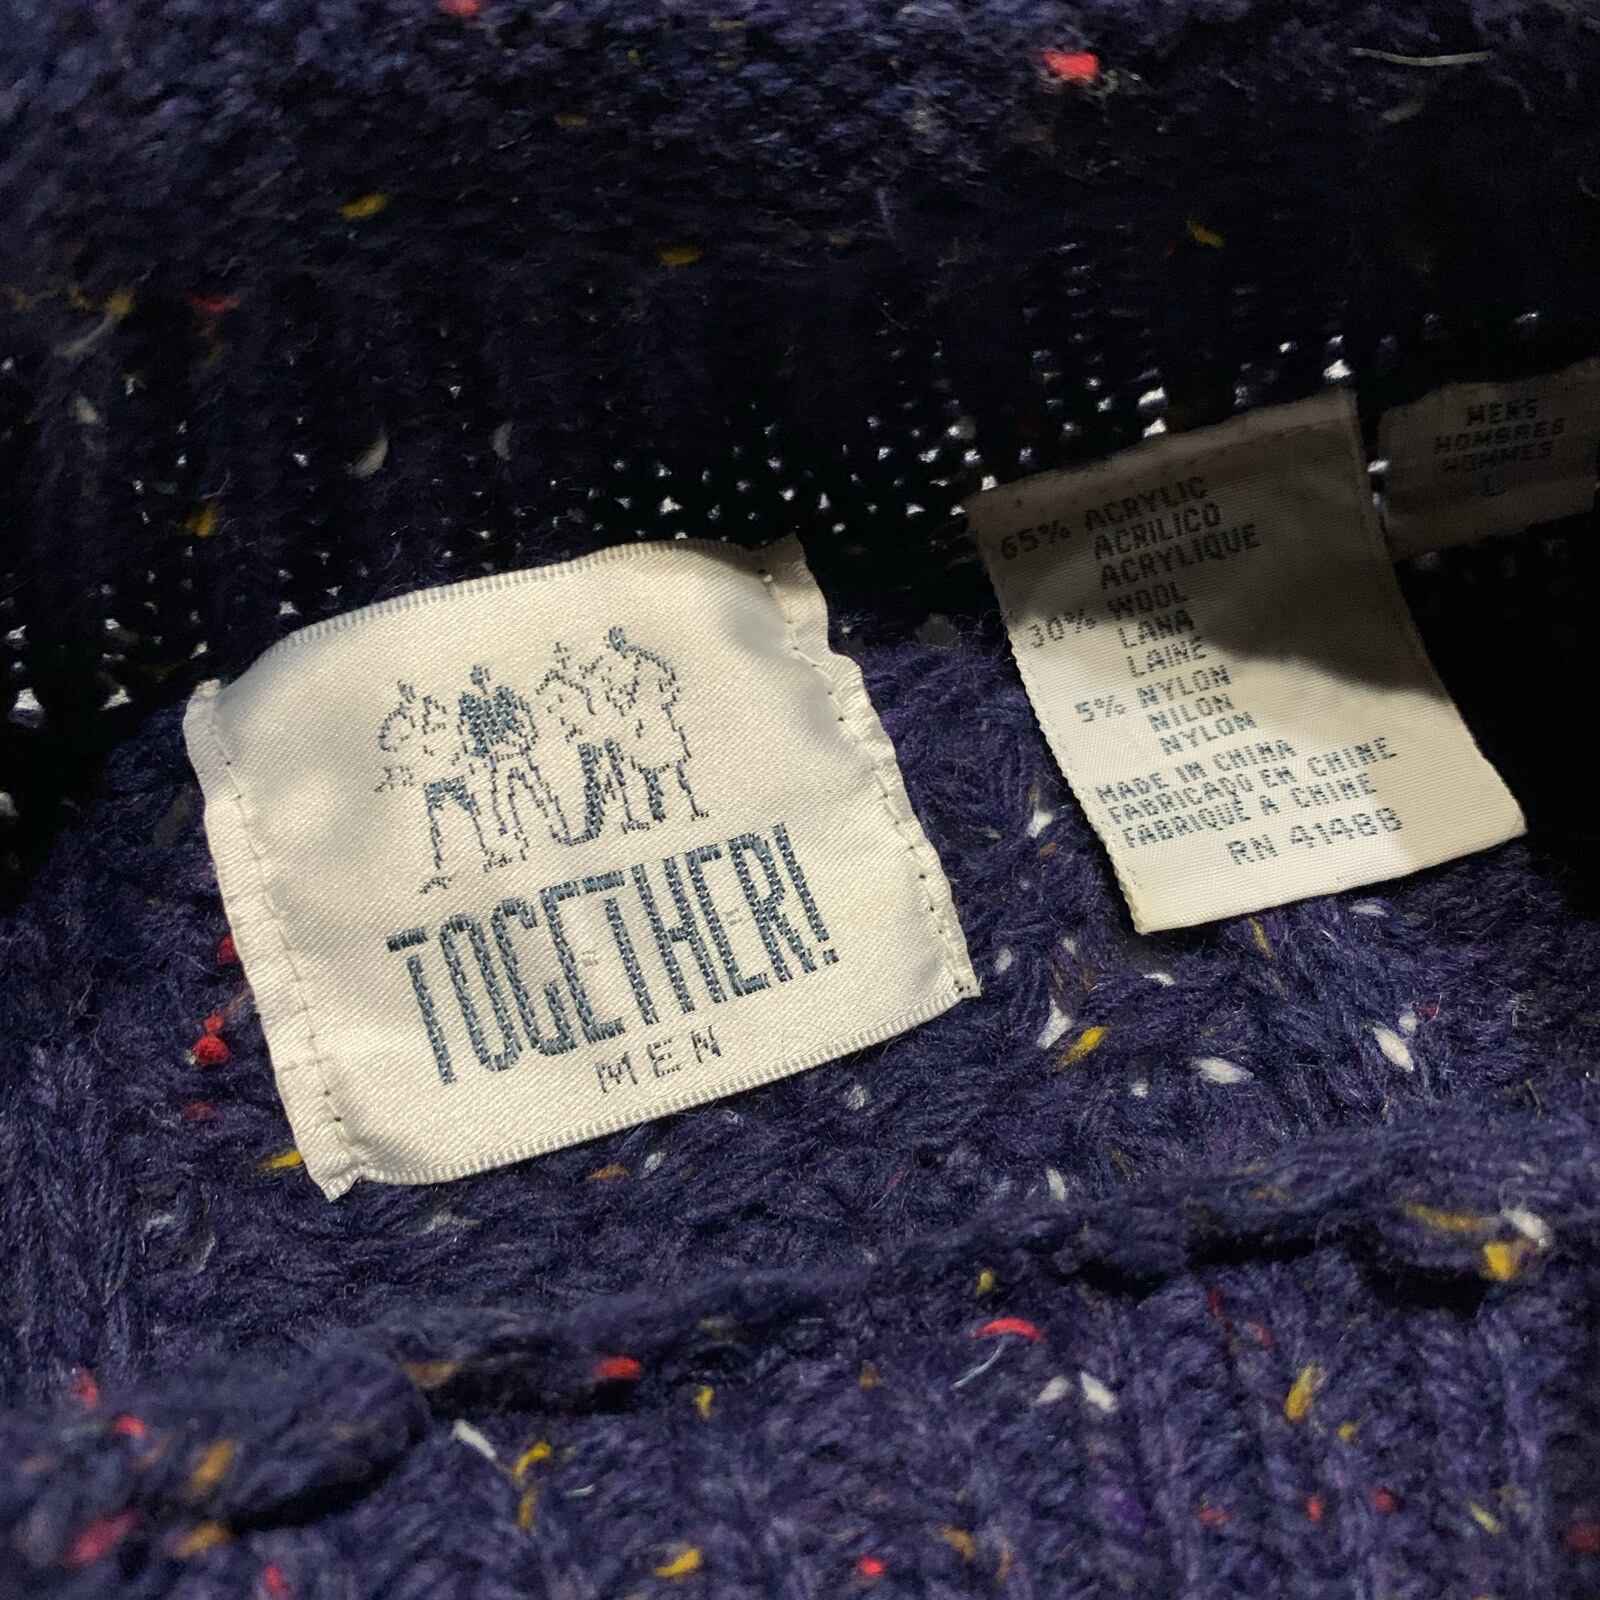 TOGETHER!
MEN
65% ACRYLIC
ACRILICO
ACRYLIQUE
30% WOOL
LANA
LAINE
5% NYLON
NILON
NYLON
MADE IN CHINA
FABRICADO EN CHINE
FABRIQUE A CHINE
RN 41488
MENS
HOMBRES
HOMMES
L